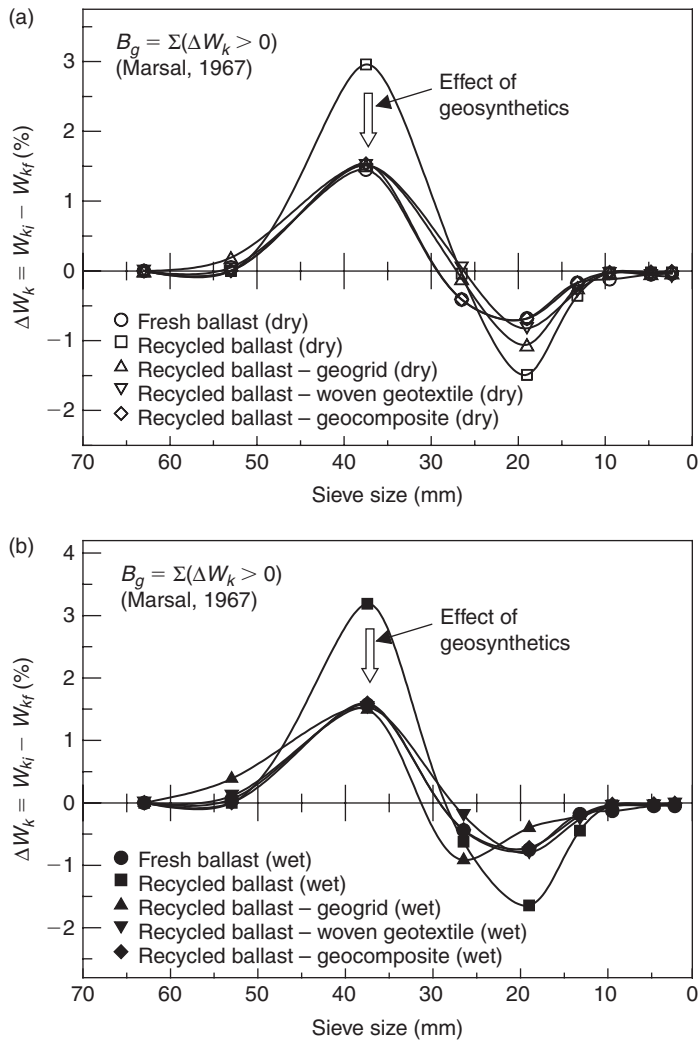 (a)
B_g = Σ(ΔW_k > 0)
(Marsal, 1967)
Effect of
geosynthetics
3
2
1
0
−1
−2
ΔW_k = W_ki − W_kf (%)
Fresh ballast (dry)
Recycled ballast (dry)
Recycled ballast – geogrid (dry)
Recycled ballast – woven geotextile (dry)
Recycled ballast – geocomposite (dry)
70 60 50 40 30 20 10 0
Sieve size (mm)
(b)
B_g = Σ(ΔW_k > 0)
(Marsal, 1967)
Effect of
geosynthetics
4
3
2
1
0
−1
−2
ΔW_k = W_ki − W_kf (%)
Fresh ballast (wet)
Recycled ballast (wet)
Recycled ballast – geogrid (wet)
Recycled ballast – woven geotextile (wet)
Recycled ballast – geocomposite (wet)
70 60 50 40 30 20 10 0
Sieve size (mm)